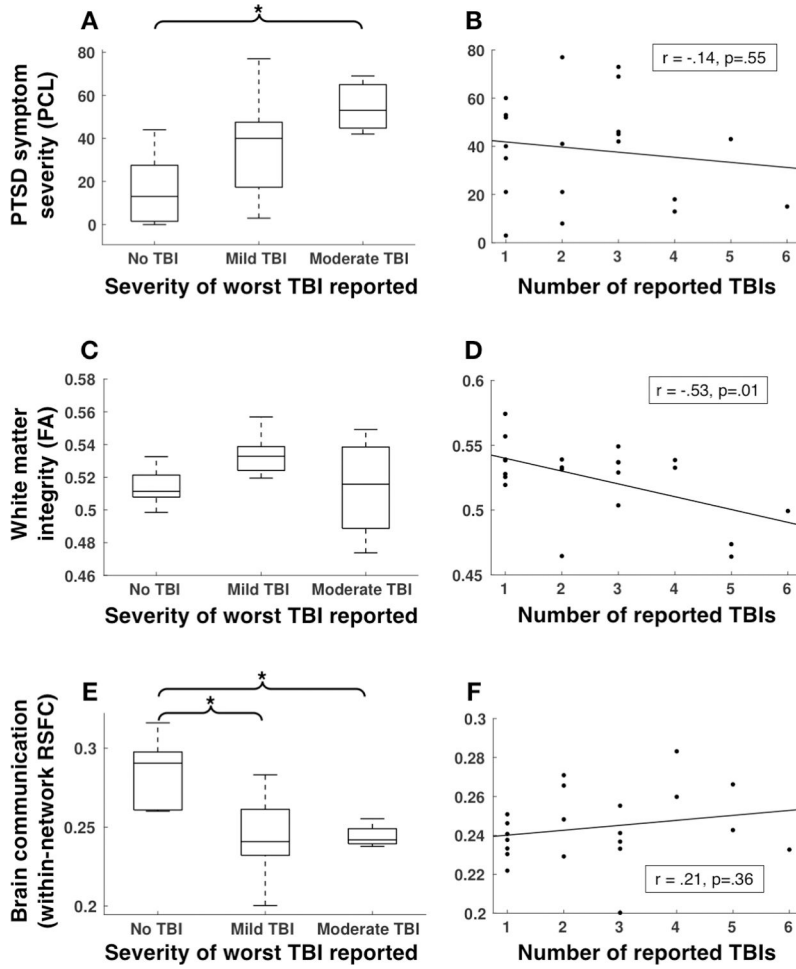 A
*
PTSD symptom
severity (PCL)
80
60
40
20
0
No TBI Mild TBI Moderate TBI
Severity of worst TBI reported
B
r = -.14, p=.55
80
60
40
20
0
1 2 3 4 5 6
Number of reported TBIs
C
White matter
integrity (FA)
0.58
0.56
0.54
0.52
0.5
0.48
0.46
No TBI Mild TBI Moderate TBI
Severity of worst TBI reported
D
r = -.53, p=.01
0.6
0.55
0.5
0.45
1 2 3 4 5 6
Number of reported TBIs
E
*
*
Brain communication
(within-network RSFC)
0.3
0.25
0.2
No TBI Mild TBI Moderate TBI
Severity of worst TBI reported
F
0.3
0.28
0.26
0.24
0.22
0.2
r = .21, p=.36
1 2 3 4 5 6
Number of reported TBIs